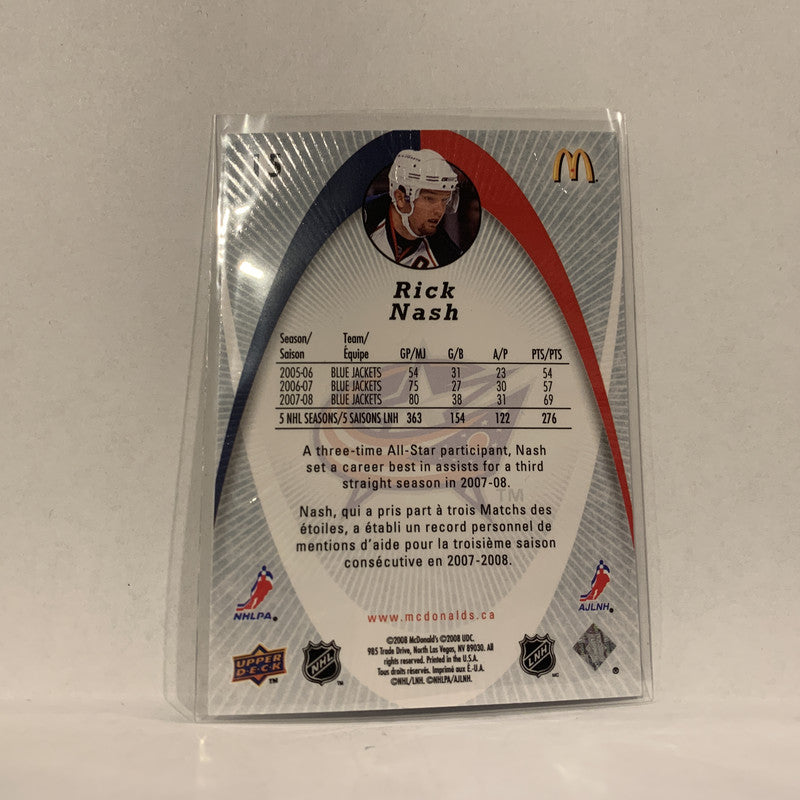 15
Rick
Nash
Season/ Team/
Saison Équipe GP/MJ G/B A/P PTS/PTS
2005-06 BLUE JACKETS 54 31 23 54
2006-07 BLUE JACKETS 75 27 30 57
2007-08 BLUE JACKETS 80 38 31 69
5 NHL SEASONS/5 SAISONS LNH 363 154 122 276
A three-time All-Star participant, Nash
set a career best in assists for a third
straight season in 2007-08.
TM
Nash, qui a pris part à trois Matchs des
étoiles, a établi un record personnel de
mentions d'aide pour la troisième saison
consécutive en 2007-2008.
NHLPA®
AJLNH®
www.mcdonalds.ca
©2008 McDonald's ©2008 UDC.
985 Trade Drive, North Las Vegas, NV 89030. All
rights reserved. Printed in the U.S.A.
Tous droits réservés. Imprimé aux É.-U.A.
©NHL/LNH. ©NHLPA/AJLNH.
UPPER
DECK TM
NHL TM
LNH MC
®